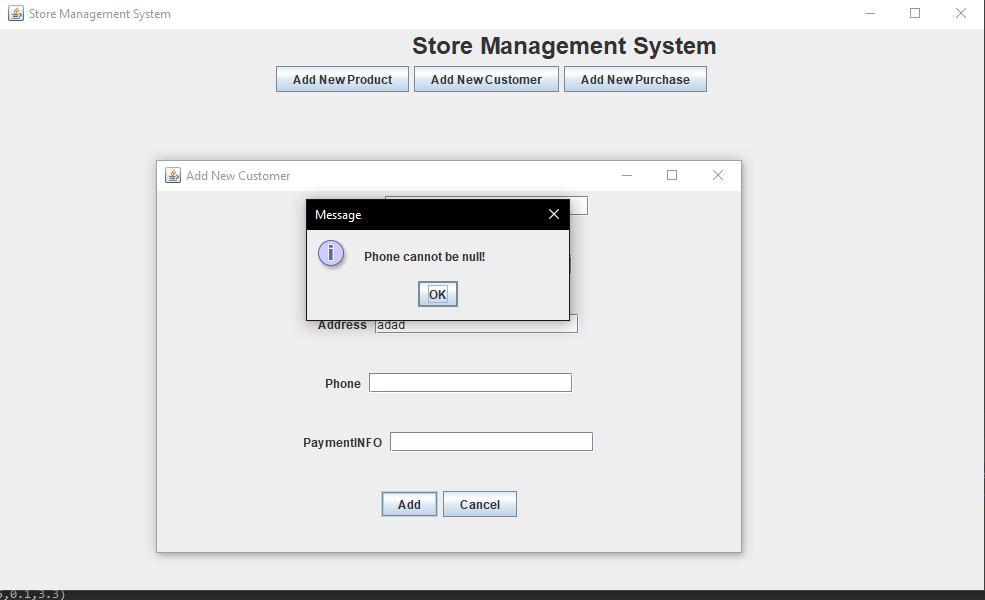 Store Management System
Store Management System
Add New Product Add New Customer Add New Purchase
Add New Customer
Message
Phone cannot be null!
OK
Address adad
Phone
PaymentINFO
Add Cancel
,0.1,3.3)